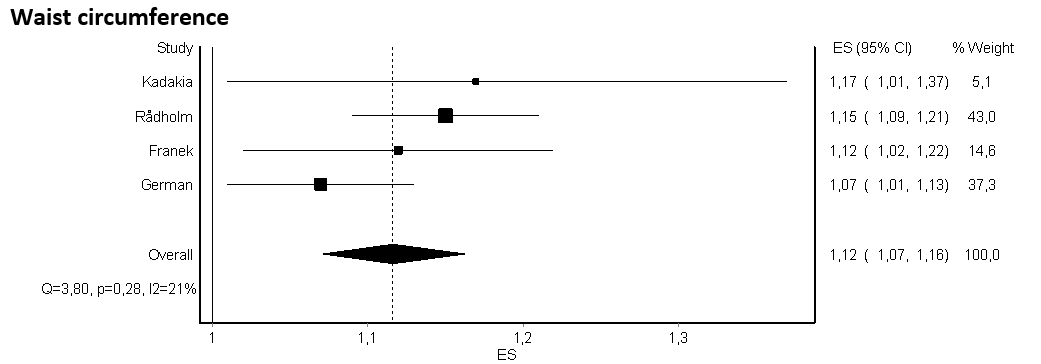 Waist circumference
Study ES (95% CI) % Weight
Kadakia 1,17 ( 1,01, 1,37) 5,1
Rådholm 1,15 ( 1,09, 1,21) 43,0
Franek 1,12 ( 1,02, 1,22) 14,6
German 1,07 ( 1,01, 1,13) 37,3
Overall 1,12 ( 1,07, 1,16) 100,0
Q=3,80, p=0,28, I2=21%
1 1,1 1,2 1,3
ES